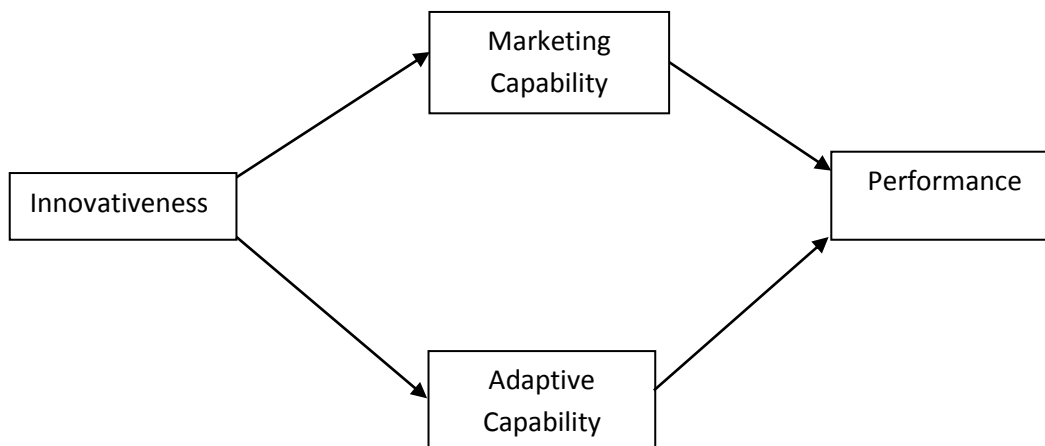 Marketing
Capability
Innovativeness
Performance
Adaptive
Capability